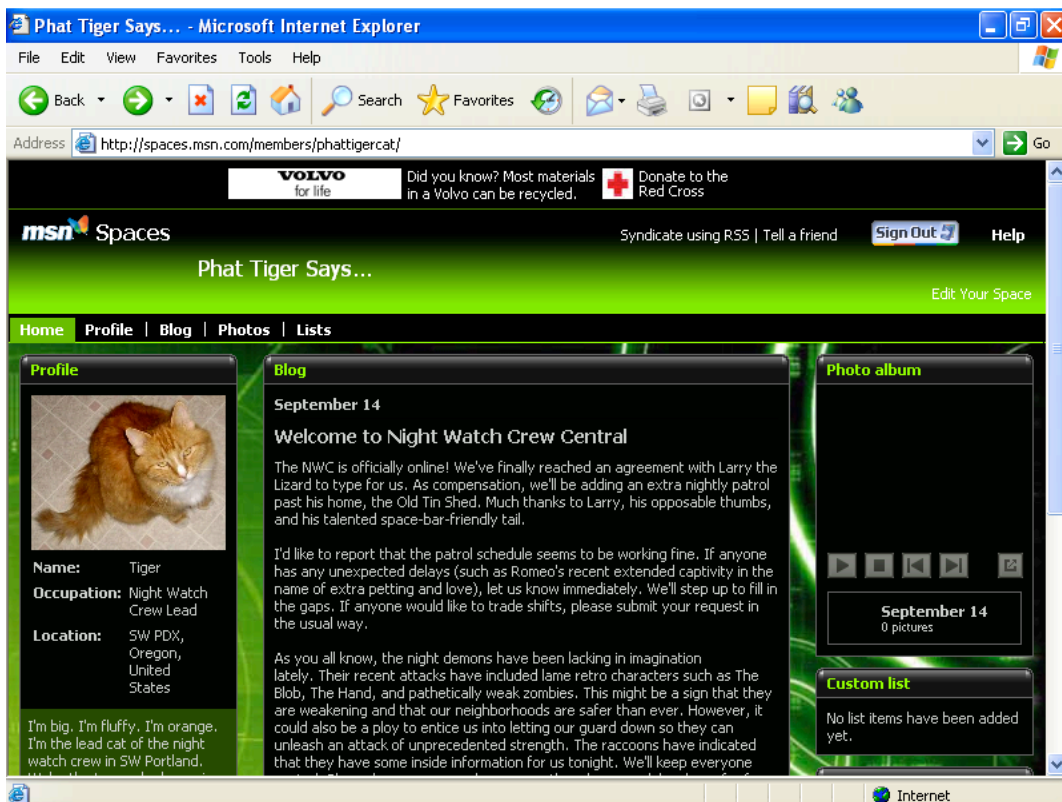 Phat Tiger Says... - Microsoft Internet Explorer
File Edit View Favorites Tools Help
Back Search Favorites
Address http://spaces.msn.com/members/phattigercat/ Go
VOLVO
for life
Did you know? Most materials
in a Volvo can be recycled.
Donate to the
Red Cross
msn Spaces
Syndicate using RSS | Tell a friend Sign Out Help
Phat Tiger Says...
Edit Your Space
Home Profile | Blog | Photos | Lists
Profile
Name: Tiger
Occupation: Night Watch
Crew Lead
Location: SW PDX,
Oregon,
United
States
I'm big. I'm fluffy. I'm orange.
I'm the lead cat of the night
watch crew in SW Portland.
Blog
September 14
Welcome to Night Watch Crew Central
The NWC is officially online! We've finally reached an agreement with Larry the
Lizard to type for us. As compensation, we'll be adding an extra nightly patrol
past his home, the Old Tin Shed. Much thanks to Larry, his opposable thumbs,
and his talented space-bar-friendly tail.
I'd like to report that the patrol schedule seems to be working fine. If anyone
has any unexpected delays (such as Romeo's recent extended captivity in the
name of extra petting and love), let us know immediately. We'll step up to fill in
the gaps. If anyone would like to trade shifts, please submit your request in
the usual way.
As you all know, the night demons have been lacking in imagination
lately. Their recent attacks have included lame retro characters such as The
Blob, The Hand, and pathetically weak zombies. This might be a sign that they
are weakening and that our neighborhoods are safer than ever. However, it
could also be a ploy to entice us into letting our guard down so they can
unleash an attack of unprecedented strength. The raccoons have indicated
that they have some inside information for us tonight. We'll keep everyone
Photo album
September 14
0 pictures
Custom list
No list items have been added
yet.
Internet